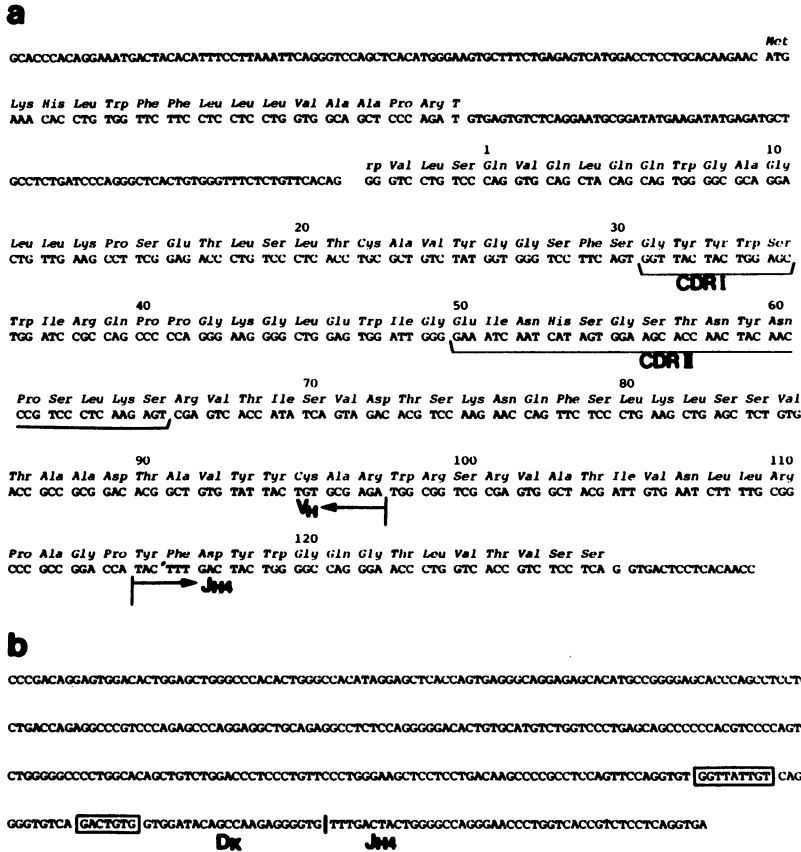 a
Met
GCACCCACAGGAAATGACTACACATTTCCTTAAATTCAGGGTCCAGCTCACATGGGAAGTGCTTTCTGAGAGTCATGGACCTCCTGCACAAGAAC ATG
Lys His Leu Trp Phe Phe Leu Leu Leu Val Ala Ala Pro Arg T
AAA CAC CTG TGG TTC TTC CTC CTC CTG GTG GCA GCT CCC AGA T GTGAGTGTCTCAGGAATGCGGATATGAAGATATGAGATGCT
1 10
rp Val Leu Ser Gln Val Gln Leu Gln Gln Trp Gly Ala Gly
GCCTCTGATCCCAGGGCTCACTGTGGGTTTCTCTGTTCACAG GG GTC CTG TCC CAG GTG CAG CTA CAG CAG TGG GGC GCA GGA
20 30
Leu Leu Lys Pro Ser Glu Thr Leu Ser Leu Thr Cys Ala Val Tyr Gly Gly Ser Phe Ser Gly Tyr Tyr Trp Ser
CTG TTG AAG CCT TCG GAG ACC CTG TCC CTC ACC TGC GCT GTC TAT GGT GGG TCC TTC AGT GGT TAC TAC TGG AGC
CDR I
40 50 60
Trp Ile Arg Gln Pro Pro Gly Lys Gly Leu Glu Trp Ile Gly Glu Ile Asn His Ser Gly Ser Thr Asn Tyr Asn
TGG ATC CGC CAG CCC CCA GGG AAG GGG CTG GAG TGG ATT GGG GAA ATC AAT CAT AGT GGA AGC ACC AAC TAC AAC
CDR II
70 80
Pro Ser Leu Lys Ser Arg Val Thr Ile Ser Val Asp Thr Ser Lys Asn Gln Phe Ser Leu Lys Leu Ser Ser Val
CCG TCC CTC AAG AGT CGA GTC ACC ATA TCA GTA GAC ACG TCC AAG AAC CAG TTC TCC CTG AAG CTG AGC TCT GTG
90 100 110
Thr Ala Ala Asp Thr Ala Val Tyr Tyr Cys Ala Arg Trp Arg Ser Arg Val Ala Thr Ile Val Asn Leu Leu Arg
ACC GCC GCG GAC ACG GCT GTG TAT TAC TGT GCG AGA TGG CGG TCG CGA GTG GCT ACG ATT GTG AAT CTT TTG CGG
VH
120
Pro Ala Gly Pro Tyr Phe Asp Tyr Trp Gly Gln Gly Thr Leu Val Thr Val Ser Ser
CCC GCC GGA CCA TAC TTT GAC TAC TGG GGC CAG GGA ACC CTG GTC ACC GTC TCC TCA G GTGACTCCTCACAACC
JH4
b
CCCGACAGGAGTGGACACTGGAGCTGGGCCCACACTGGGCCACATAGGAGCTCACCAGTGAGGGCAGGAGAGCACATGCCGGGGAGCACCCAGCCTCCT
CTGACCAGAGGCCCGTCCCAGAGCCCAGGAGGCTGCAGAGGCCTCTCCAGGGGGACACTGTGCATGTCTGGTCCCTGAGCAGCCCCCCACGTCCCCAGT
CTGGGGGCCCCTGGCACAGCTGTCTGGACCCTCCCTGTTCCCTGGGAAGCTCCTCCTGACAAGCCCCGCCTCCAGTTCCAGGTGT GGTTATTGT CAG
GGGTGTCA GACTGTG GTGGATACAGCCAAGAGGGGTG TTTGACTACTGGGGCCAGGGAACCCTGGTCACCGTCTCCTCAGGTGA
DK JH4